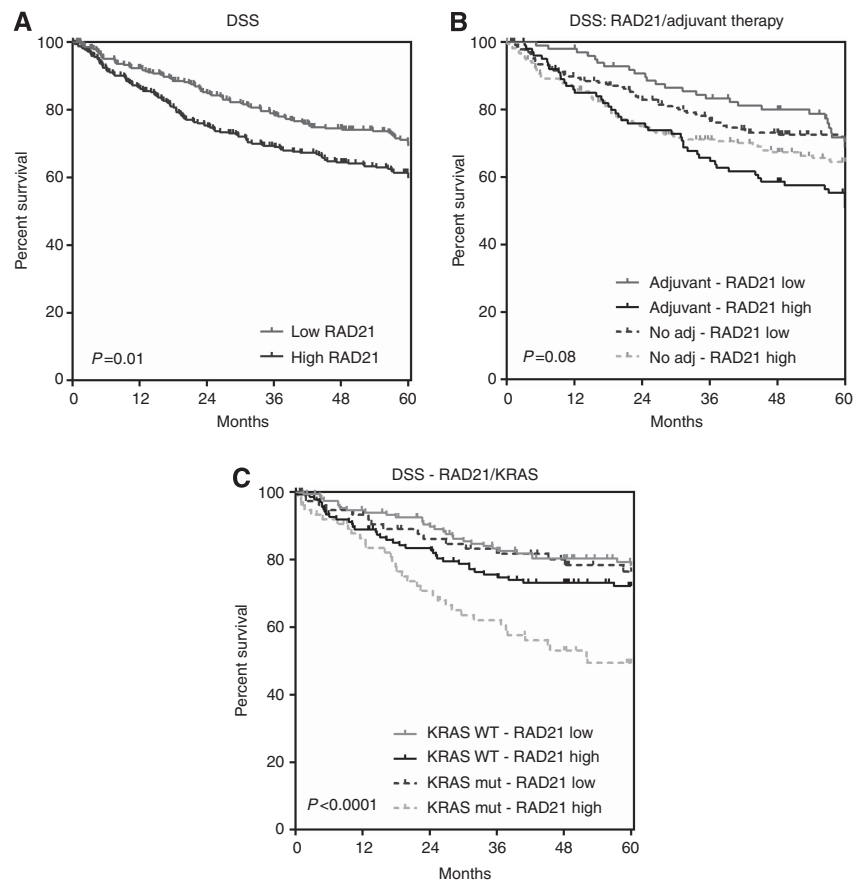 A
DSS
100
80
60
40
20
0
Percent surrvival
Low RAD21
High RAD21
P=0.01
0 12 24 36 48 60
Months
B
DSS: RAD21/adjuvant therapy
100
80
60
40
20
0
Percent survival
Adjuvant - RAD21 low
Adjuvant - RAD21 high
No adj - RAD21 low
No adj - RAD21 high
P=0.08
0 12 24 36 48 60
Months
C
DSS - RAD21/KRAS
100
80
60
40
20
0
Percent survival
KRAS WT - RAD21 low
KRAS WT - RAD21 high
KRAS mut - RAD21 low
KRAS mut - RAD21 high
P<0.0001
0 12 24 36 48 60
Months